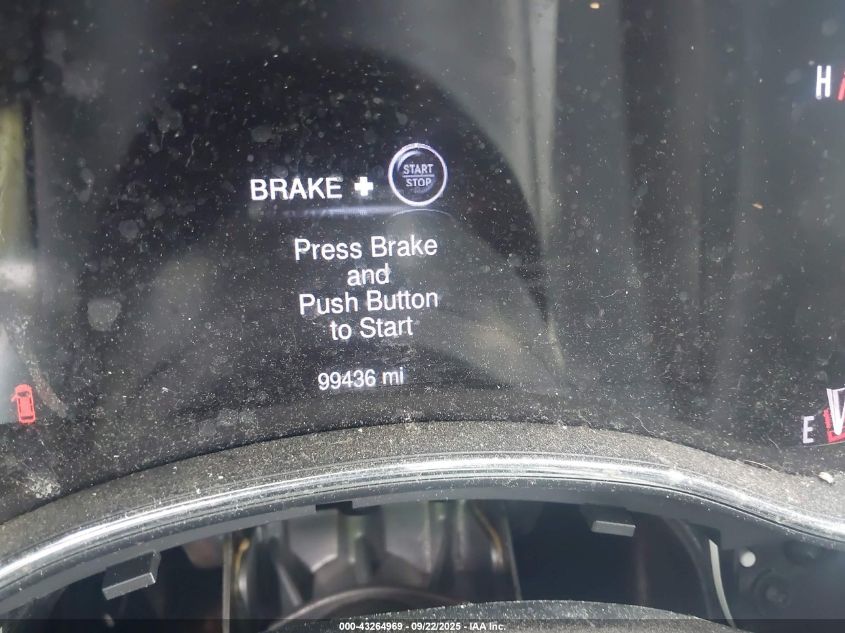 H
START
STOP
BRAKE +
Press Brake
and
Push Button
to Start
99436 mi
E
000-43264969 - 09/22/2025 - IAA Inc.